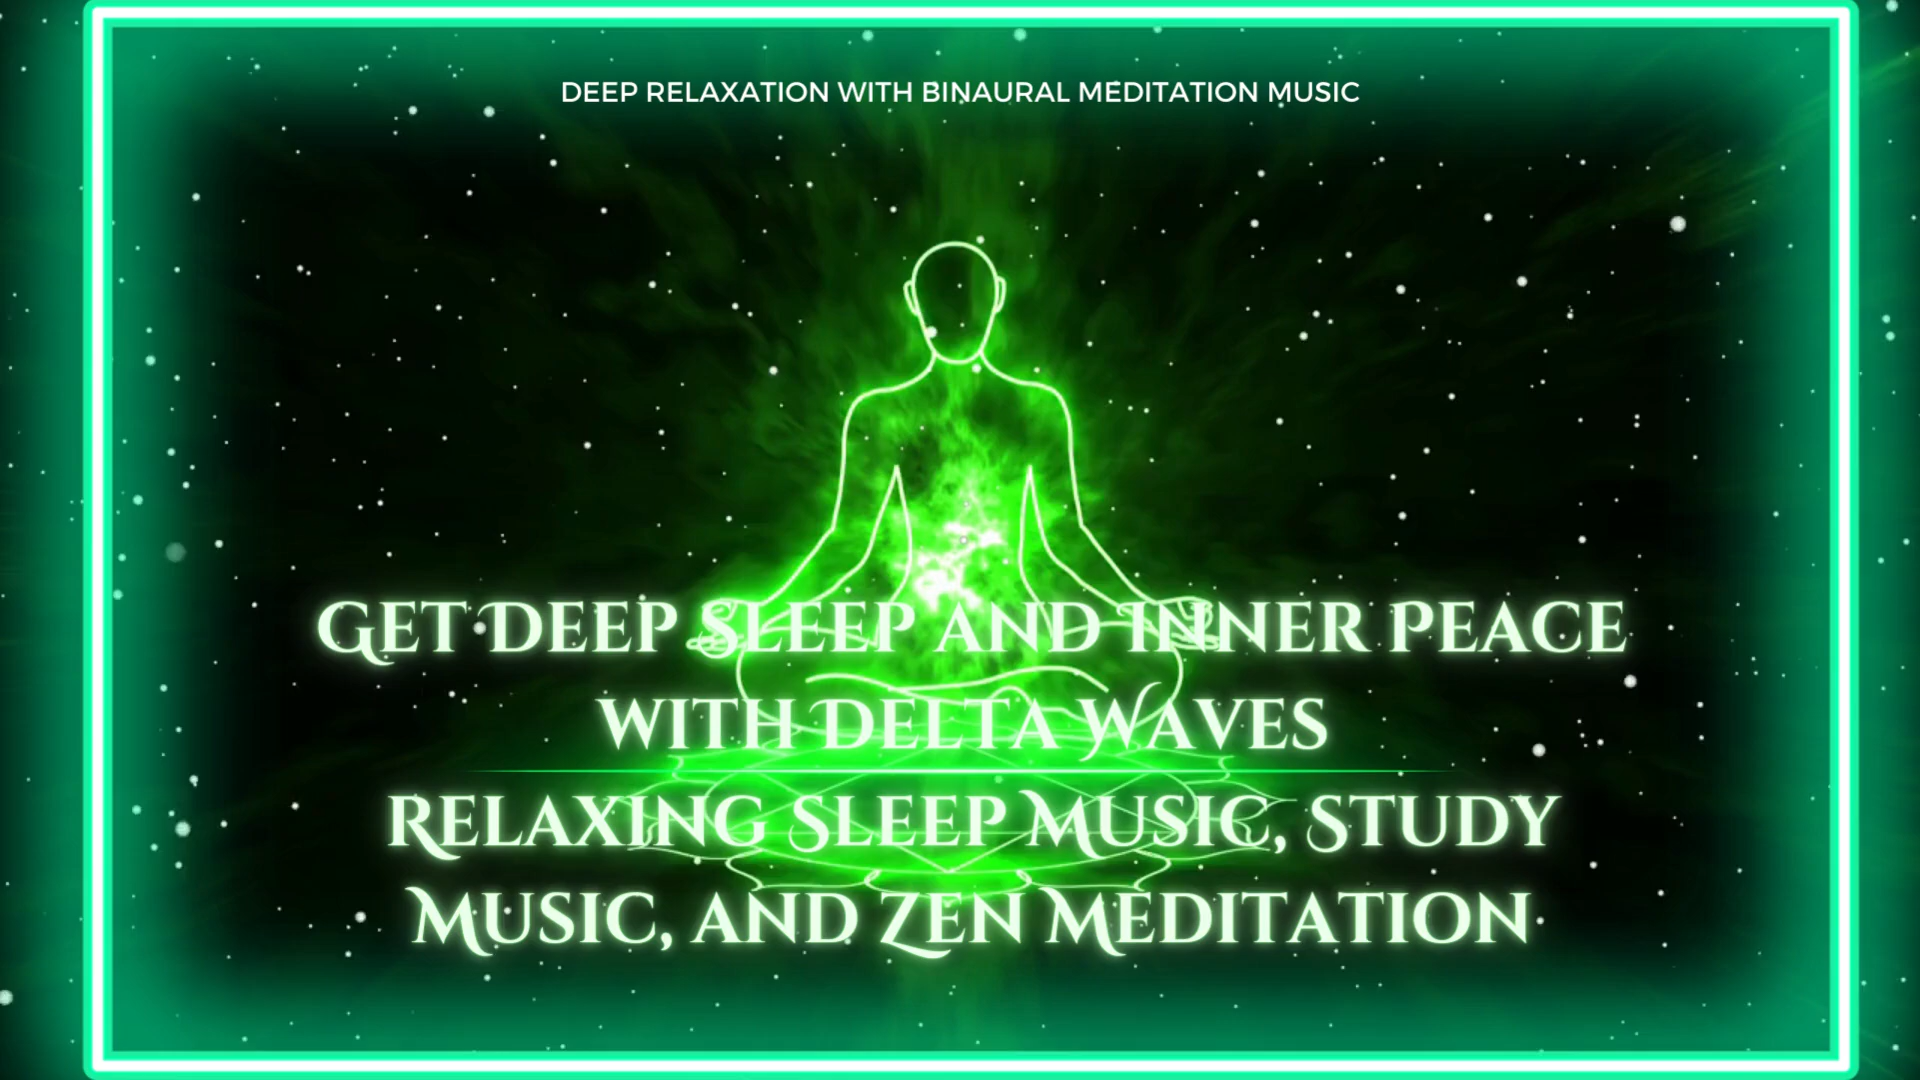 DEEP RELAXATION WITH BINAURAL MEDITATION MUSIC
Get Deep Sleep and Inner Peace
with Delta Waves
Relaxing Sleep Music, Study
Music, and Zen Meditation